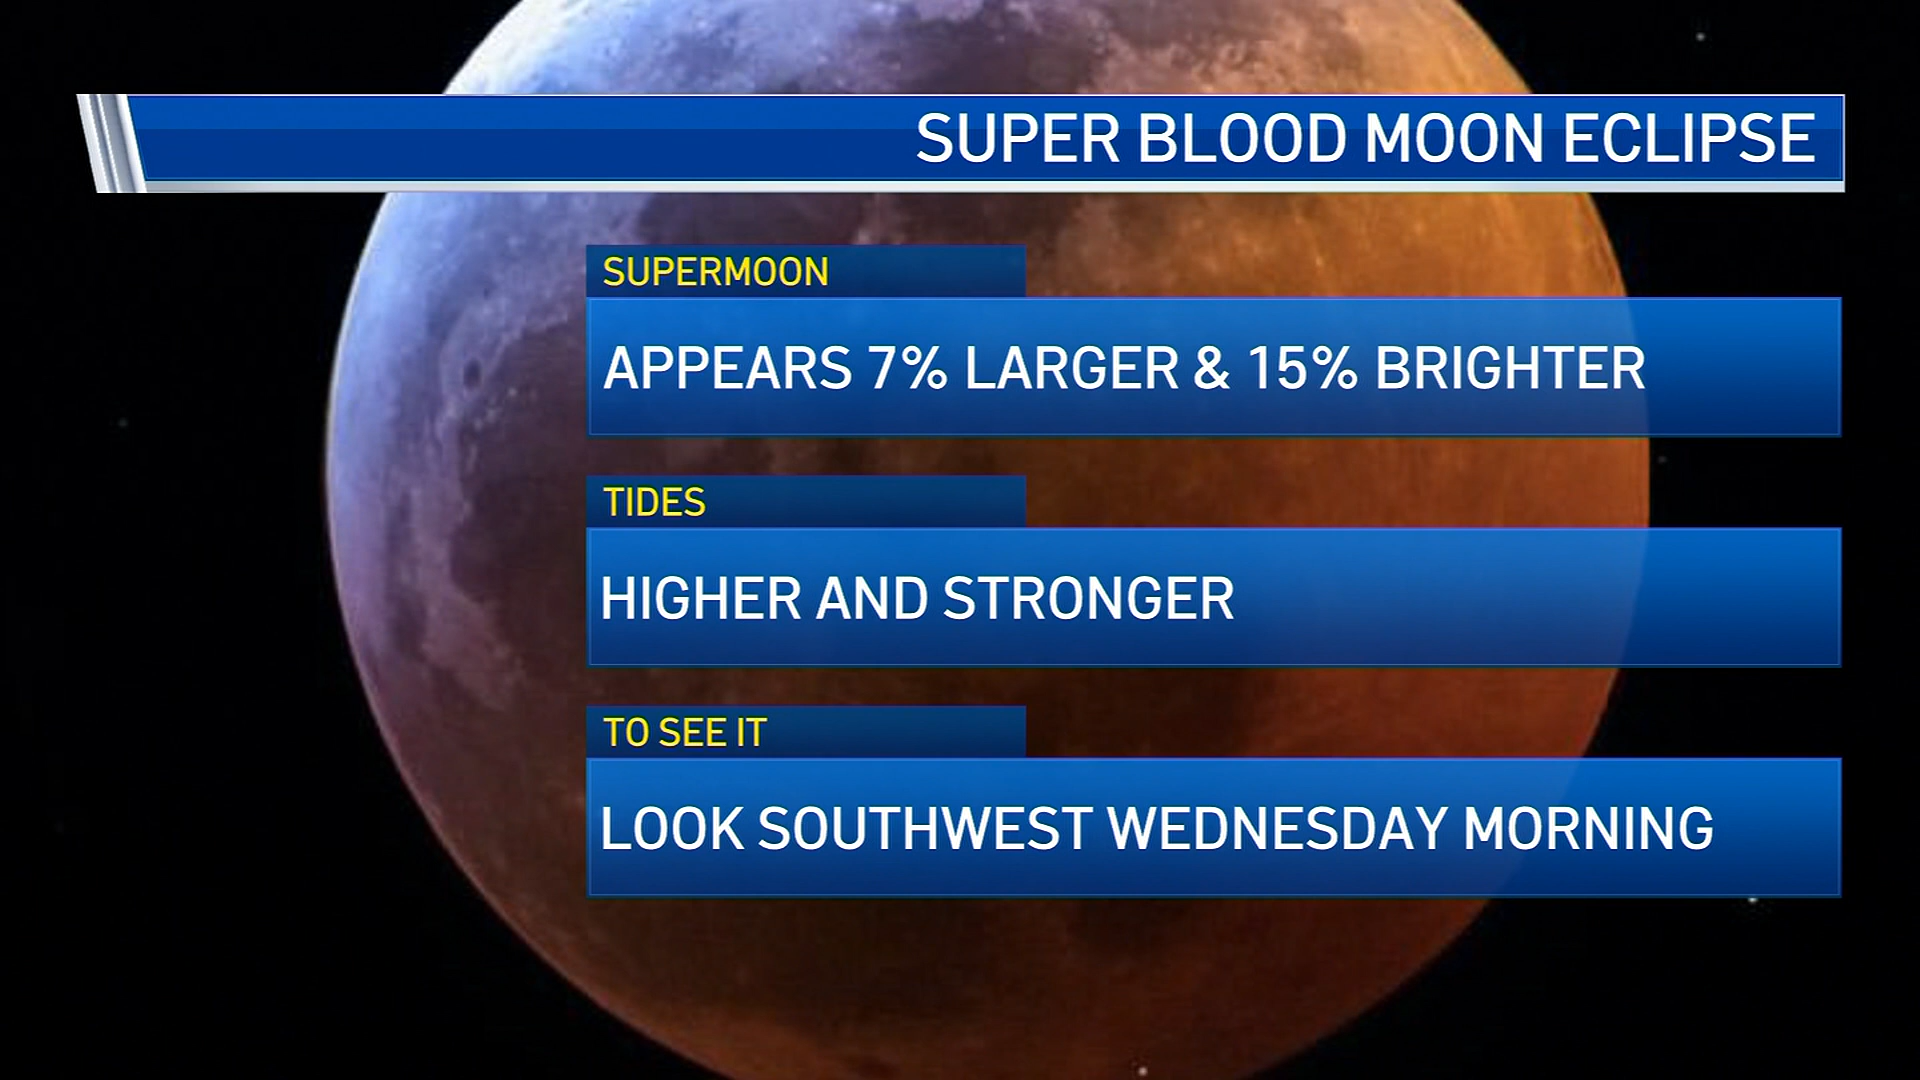 SUPER BLOOD MOON ECLIPSE
SUPERMOON
APPEARS 7% LARGER & 15% BRIGHTER
TIDES
HIGHER AND STRONGER
TO SEE IT
LOOK SOUTHWEST WEDNESDAY MORNING